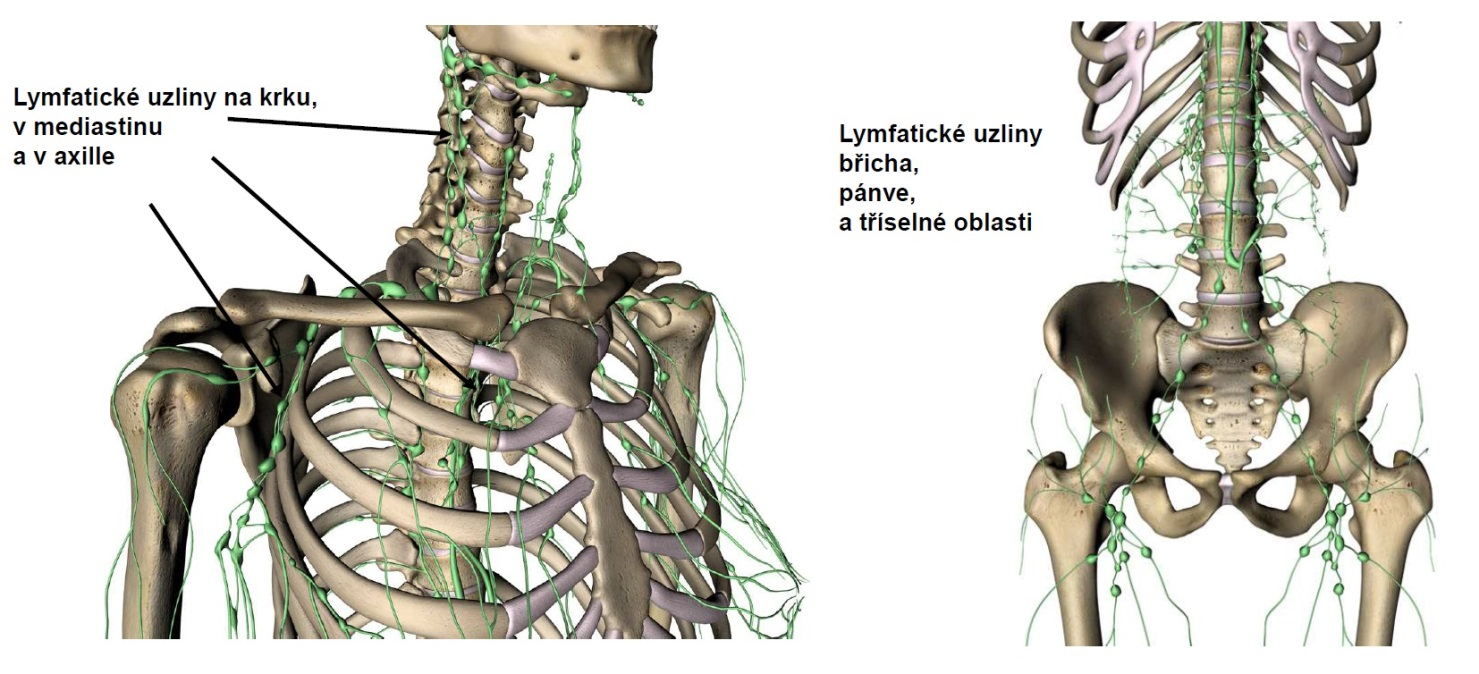 Lymfatické uzliny na krku,
v mediastinu
a v axille
Lymfatické uzliny
břicha,
pánve,
a tříselné oblasti